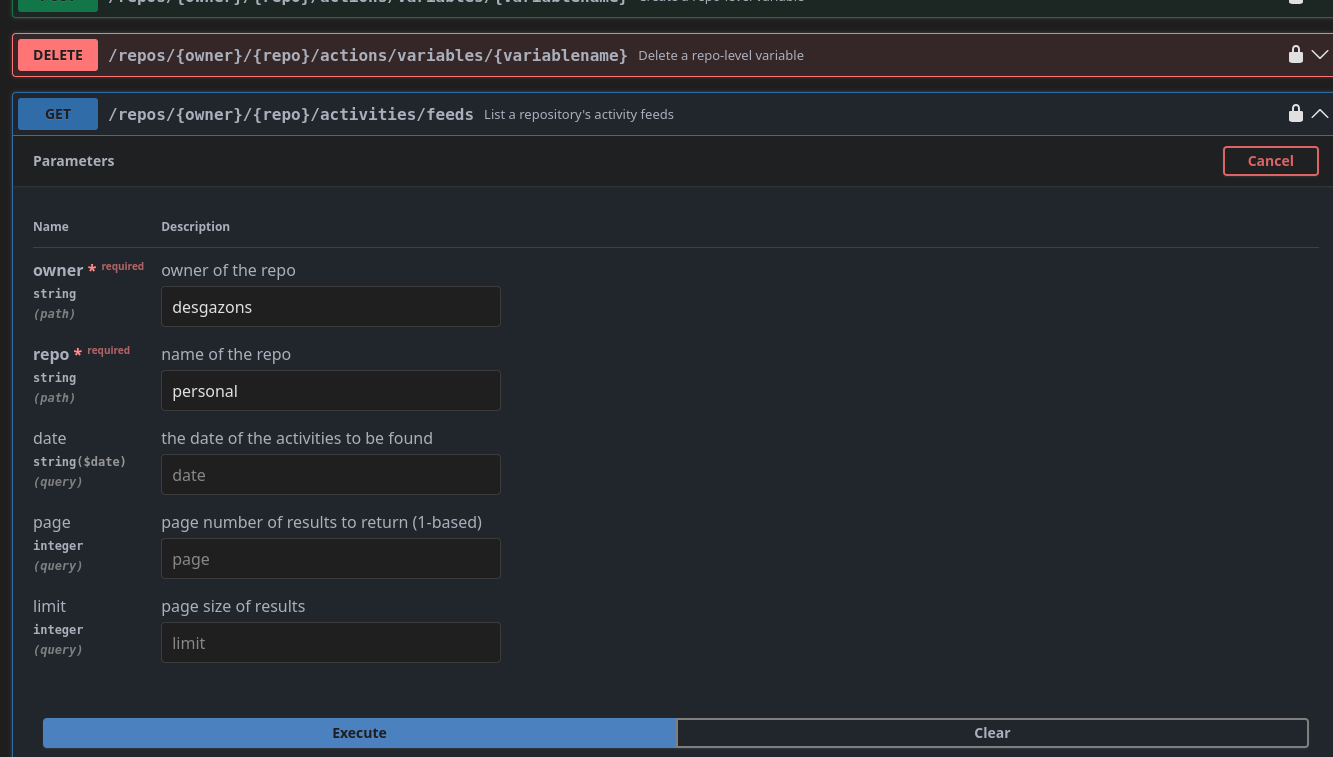 /repos/{owner}/{repo}/actions/variables/{variablename} Create a repo-level variable
DELETE /repos/{owner}/{repo}/actions/variables/{variablename} Delete a repo-level variable
GET /repos/{owner}/{repo}/activities/feeds List a repository's activity feeds
Parameters Cancel
Name Description
owner * required owner of the repo
string
(path)
desgazons
repo * required name of the repo
string
(path)
personal
date the date of the activities to be found
string($date)
(query)
date
page page number of results to return (1-based)
integer
(query)
page
limit page size of results
integer
(query)
limit
Execute Clear